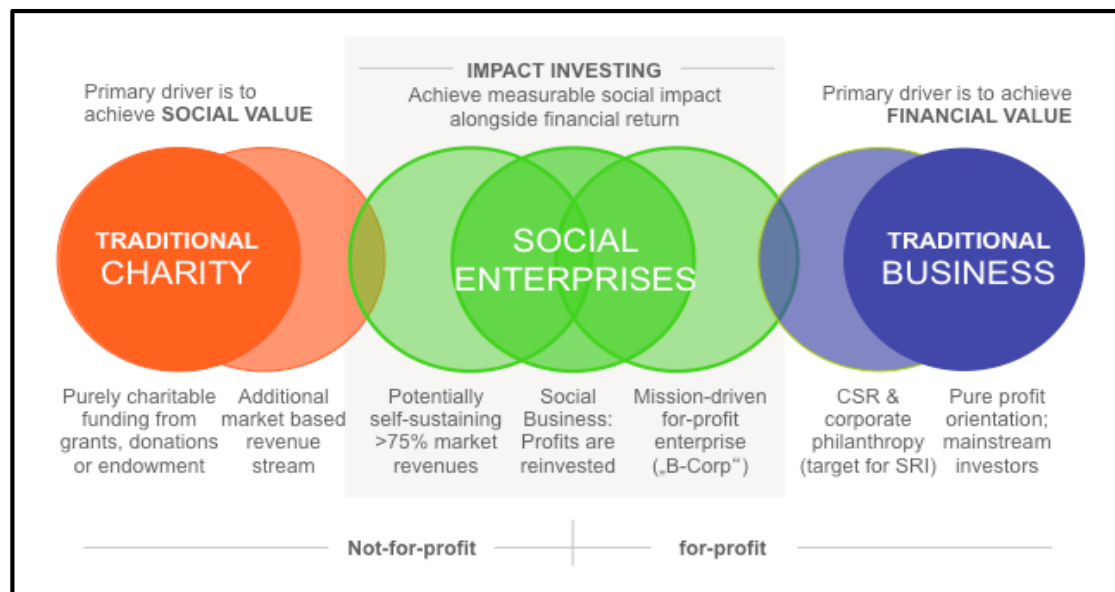 IMPACT INVESTING
Achieve measurable social impact
alongside financial return
Primary driver is to
achieve SOCIAL VALUE
Primary driver is to achieve
FINANCIAL VALUE
TRADITIONAL
CHARITY
SOCIAL
ENTERPRISES
TRADITIONAL
BUSINESS
Purely charitable
funding from
grants, donations
or endowment
Additional
market based
revenue
stream
Potentially
self-sustaining
>75% market
revenues
Social
Business:
Profits are
reinvested
Mission-driven
for-profit
enterprise
(„B-Corp“)
CSR &
corporate
philanthropy
(target for SRI)
Pure profit
orientation;
mainstream
investors
Not-for-profit
for-profit